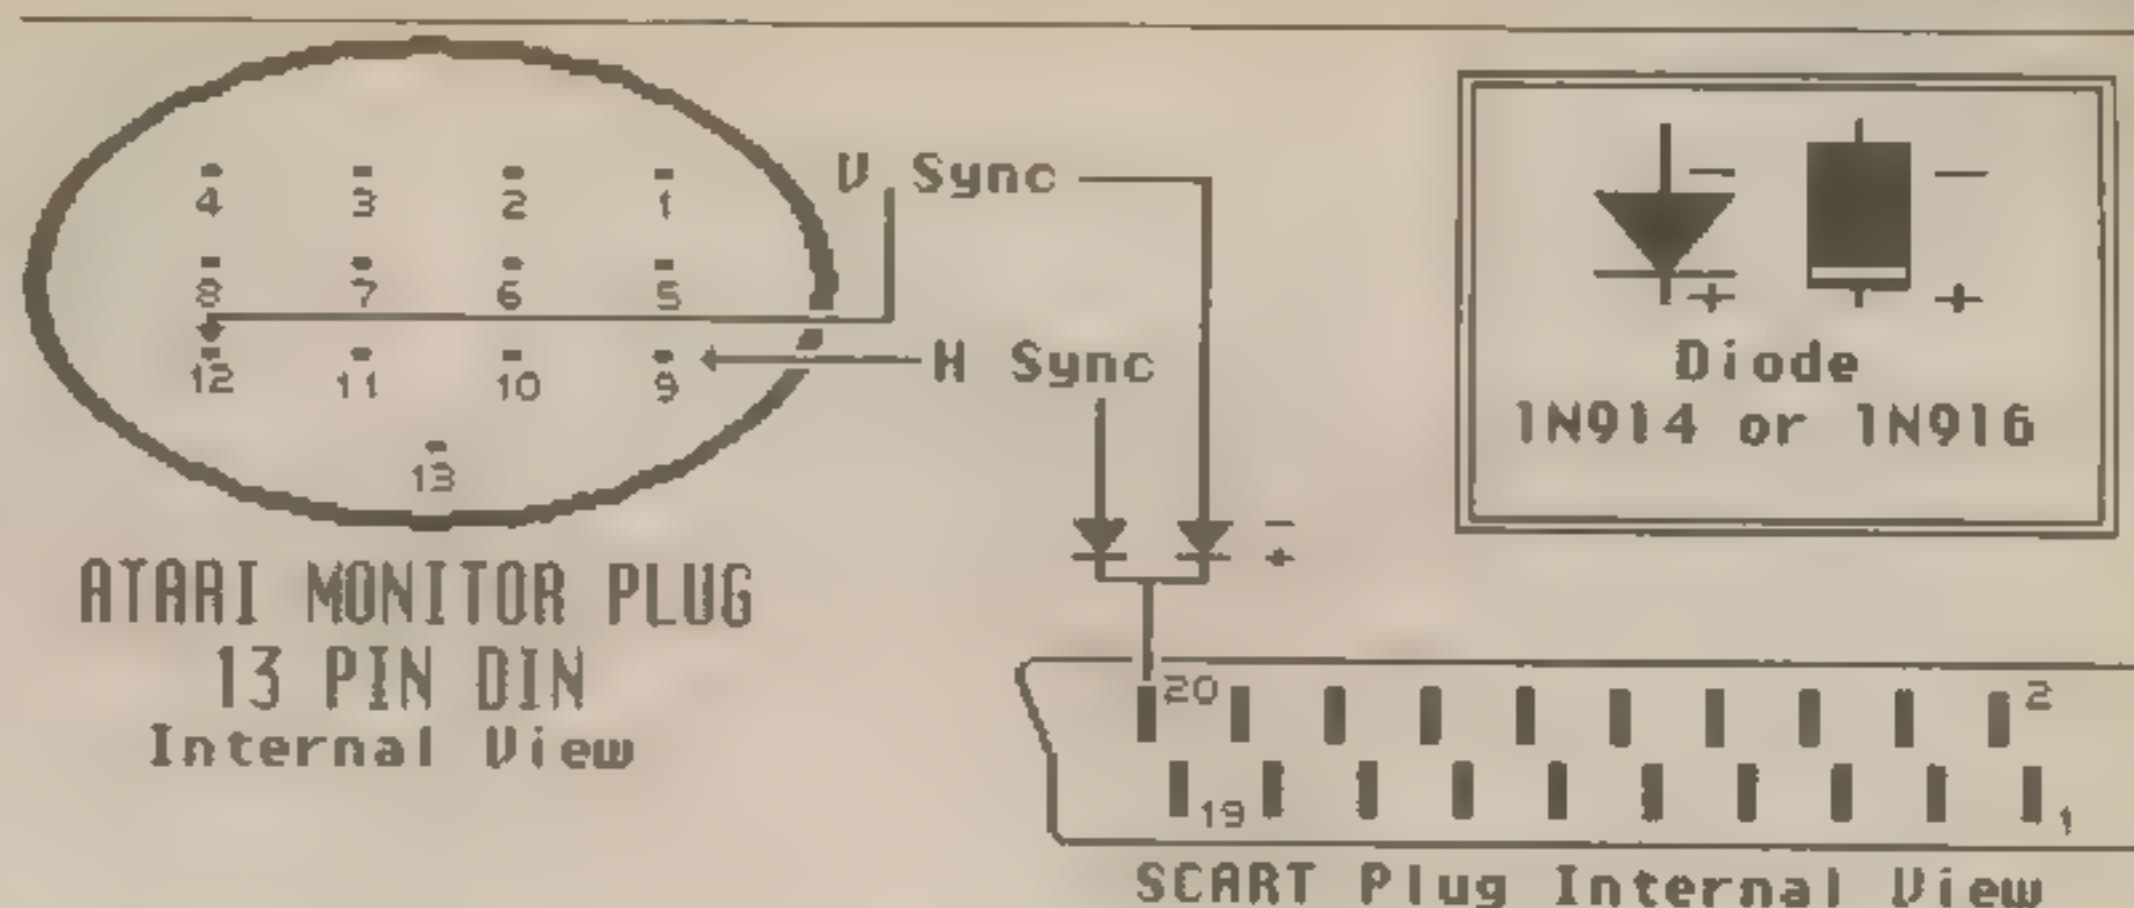 4 3 2 1
8 7 6 5
12 11 10 9
13
V Sync
H Sync
ATARI MONITOR PLUG
13 PIN DIN
Internal View
− +
− −
+ +
Diode
1N914 or 1N916
20 2
19 1
SCART Plug Internal View